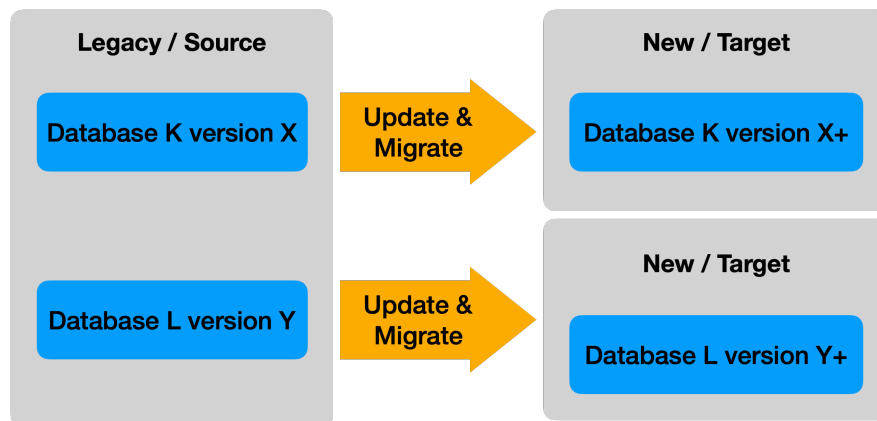 Legacy / Source
Database K version X
Database L version Y
Update &
Migrate
Update &
Migrate
New / Target
Database K version X+
New / Target
Database L version Y+